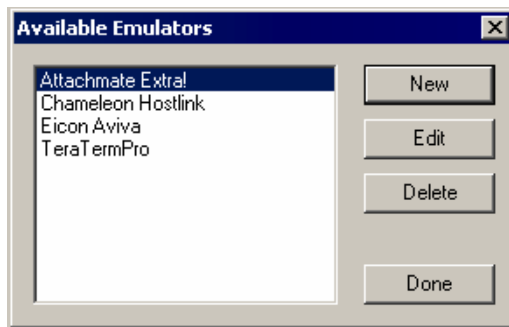 Available Emulators
Attachmate Extra!
Chameleon Hostlink
Eicon Aviva
TeraTermPro
New
Edit
Delete
Done